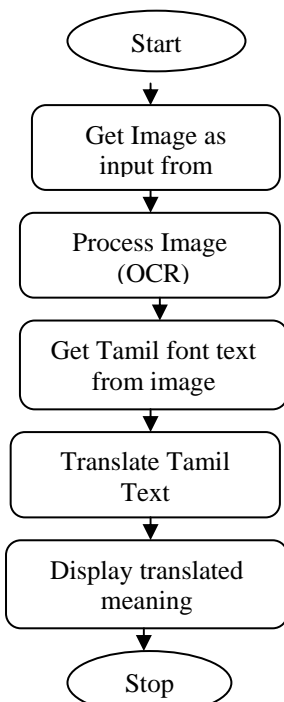 Start
Get Image as
input from
Process Image
(OCR)
Get Tamil font text
from image
Translate Tamil
Text
Display translated
meaning
Stop